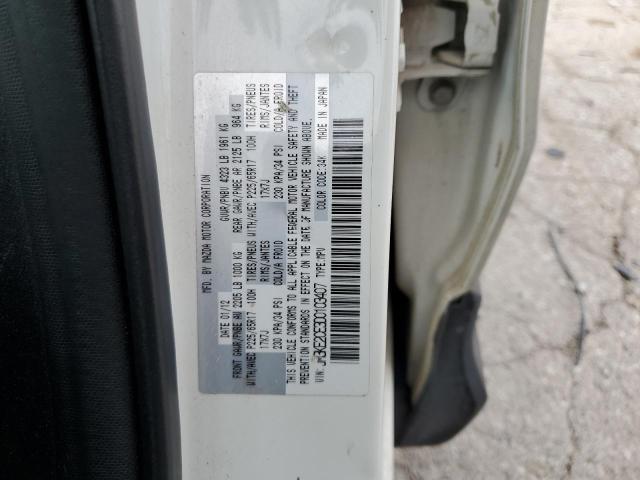 MFD. BY MAZDA MOTOR CORPORATION
DATE 01/12 GVWR/PNBV 4323 LB 1961 KG
FRONT GAWR/PNBE AV 2205 LB 1000 KG REAR GAWR/PNBE AR 2125 LB 964 KG
WITH/AVEC P225/65R17 100H TIRES/PNEUS WITH/AVEC P225/65R17 100H TIRES/PNEUS
17X7J RIMS/JANTES 17X7J RIMS/JANTES
230 KPA/34 PSI COLD/A FROID 230 KPA/34 PSI COLD/A FROID
THIS VEHICLE CONFORMS TO ALL APPLICABLE FEDERAL MOTOR VEHICLE SAFETY AND THEFT
PREVENTION STANDARDS IN EFFECT ON THE DATE OF MANUFACTURE SHOWN ABOVE.
COLOR CODE:34K MADE IN JAPAN
VIN: TYPE:MPV